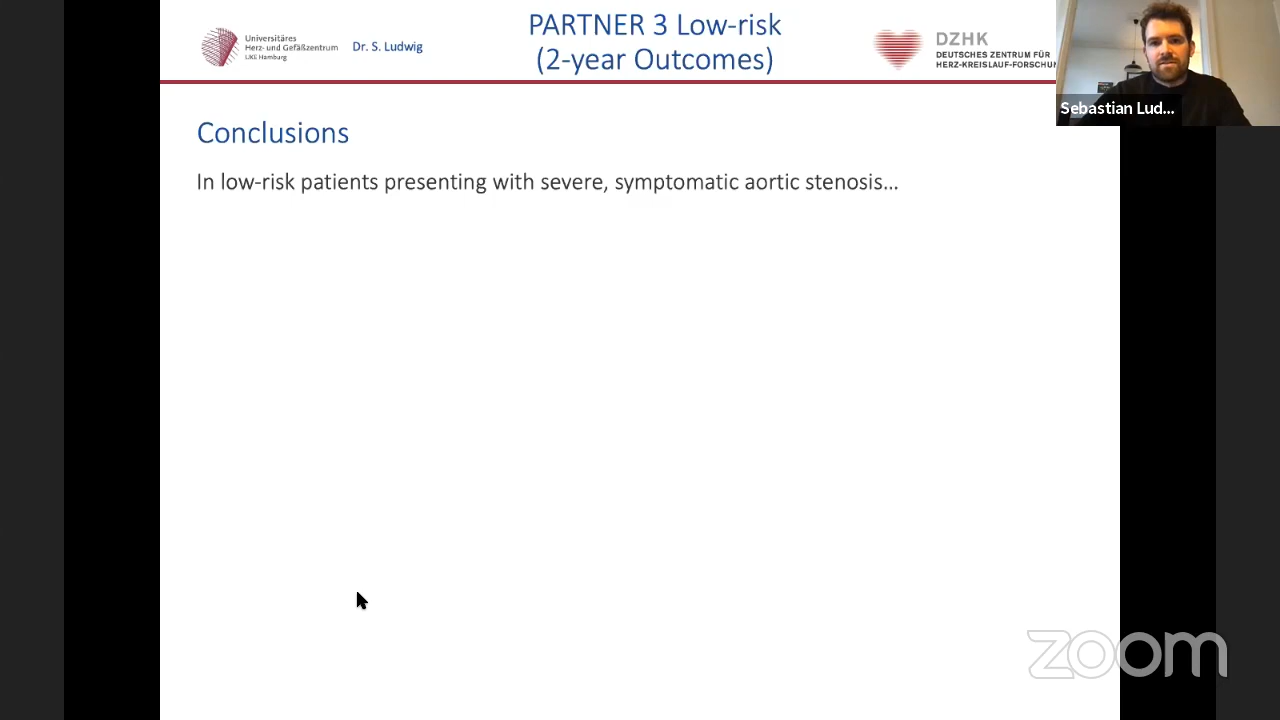 Universitäres
Herz- und Gefäßzentrum
UKE Hamburg
Dr. S. Ludwig
PARTNER 3 Low-risk
(2-year Outcomes)
DZHK
DEUTSCHES ZENTRUM FÜR
HERZ-KREISLAUF-FORSCHUN
Sebastian Lud...
Conclusions
In low-risk patients presenting with severe, symptomatic aortic stenosis...
zoom